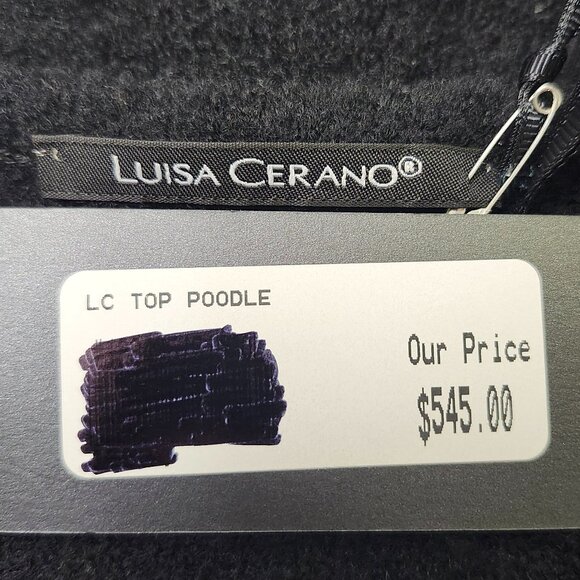 LUISA CERANO®
LC TOP POODLE
Our Price
$545.00